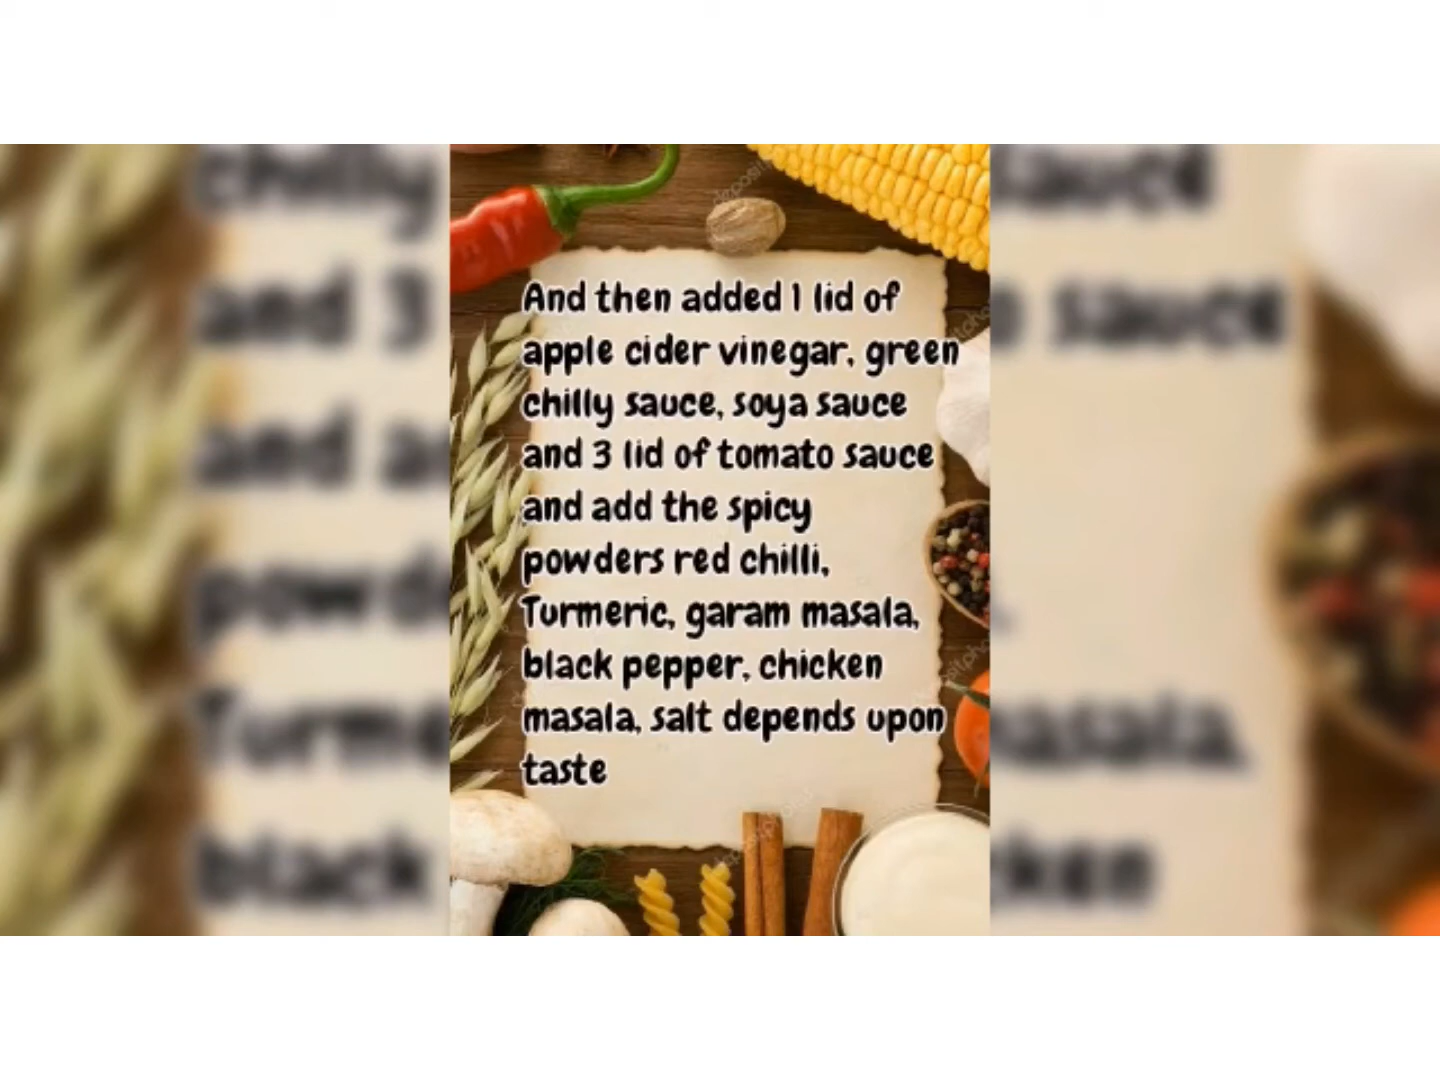 And then added 1 lid of
apple cider vinegar, green
chilly sauce, soya sauce
and 3 lid of tomato sauce
and add the spicy
powders red chilli,
Turmeric, garam masala,
black pepper, chicken
masala, salt depends upon
taste